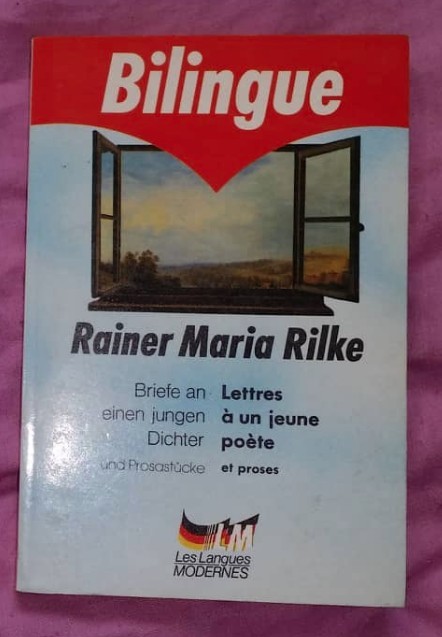 Bilingue
Rainer Maria Rilke
Briefe an
einen jungen
Dichter
und Prosastücke
Lettres
à un jeune
poète
et proses
LM
Les Langues
MODERNES